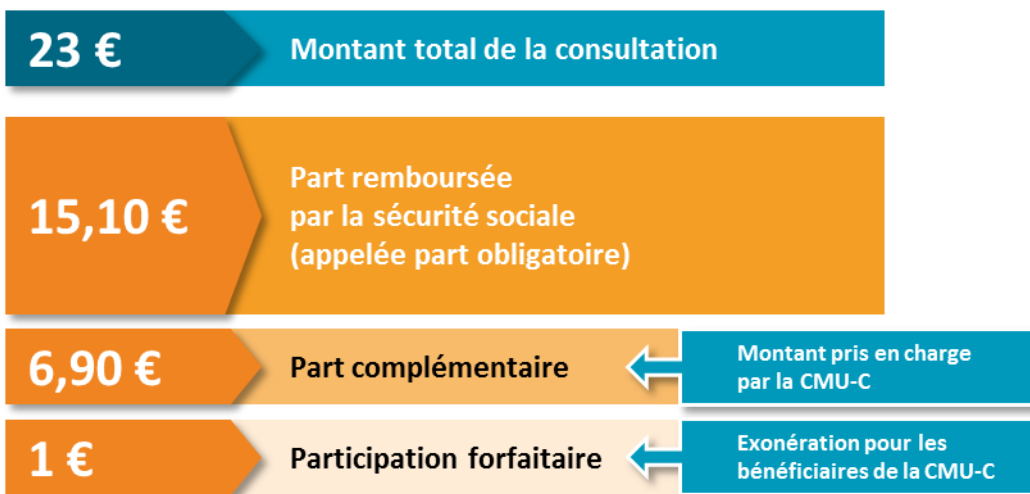 23 €
Montant total de la consultation
15,10 €
Part remboursée
par la sécurité sociale
(appelée part obligatoire)
6,90 €
Part complémentaire
Montant pris en charge
par la CMU-C
1 €
Participation forfaitaire
Exonération pour les
bénéficiaires de la CMU-C